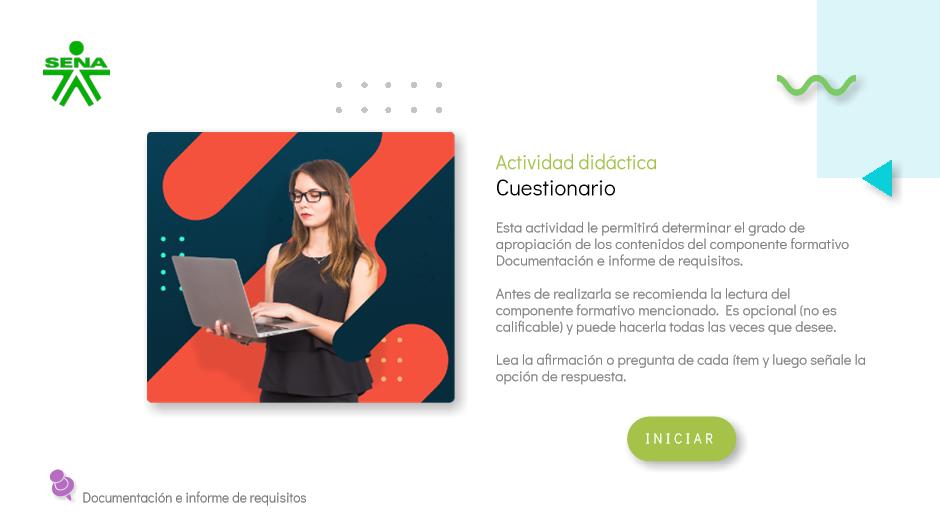 SENA
Actividad didáctica
Cuestionario
Esta actividad le permitirá determinar el grado de
apropiación de los contenidos del componente formativo
Documentación e informe de requisitos.
Antes de realizarla se recomienda la lectura del
componente formativo mencionado. Es opcional (no es
calificable) y puede hacerla todas las veces que desee.
Lea la afirmación o pregunta de cada ítem y luego señale la
opción de respuesta.
INICIAR
Documentación e informe de requisitos